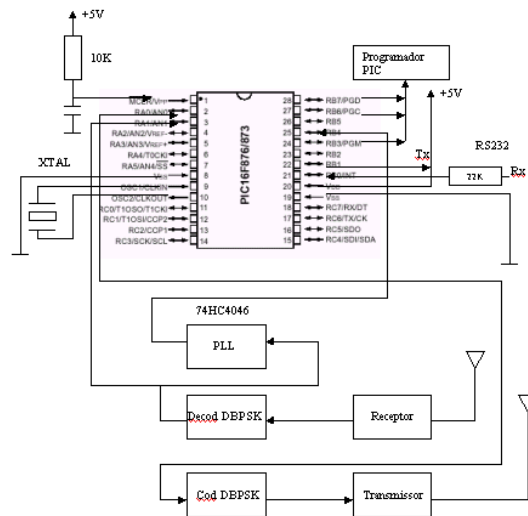 +5V
10K
Programador
PIC
+5V
RS232
Tx
Rx
22K
XTAL
MCLR/VPP
RA0/AN0
RA1/AN1
RA2/AN2/VREF-
RA3/AN3/VREF+
RA4/T0CKI
RA5/AN4/SS
VSS
OSC1/CLKIN
OSC2/CLKOUT
RC0/T1OSO/T1CKI
RC1/T1OSI/CCP2
RC2/CCP1
RC3/SCK/SCL
1
2
3
4
5
6
7
8
9
10
11
12
13
14
PIC16F876/873
28
27
26
25
24
23
22
21
20
19
18
17
16
15
RB7/PGD
RB6/PGC
RB5
RB4
RB3/PGM
RB2
RB1
RB0/INT
VDD
VSS
RC7/RX/DT
RC6/TX/CK
RC5/SDO
RC4/SDI/SDA
74HC4046
PLL
Decod DBPSK
Receptor
Cod DBPSK
Transmissor